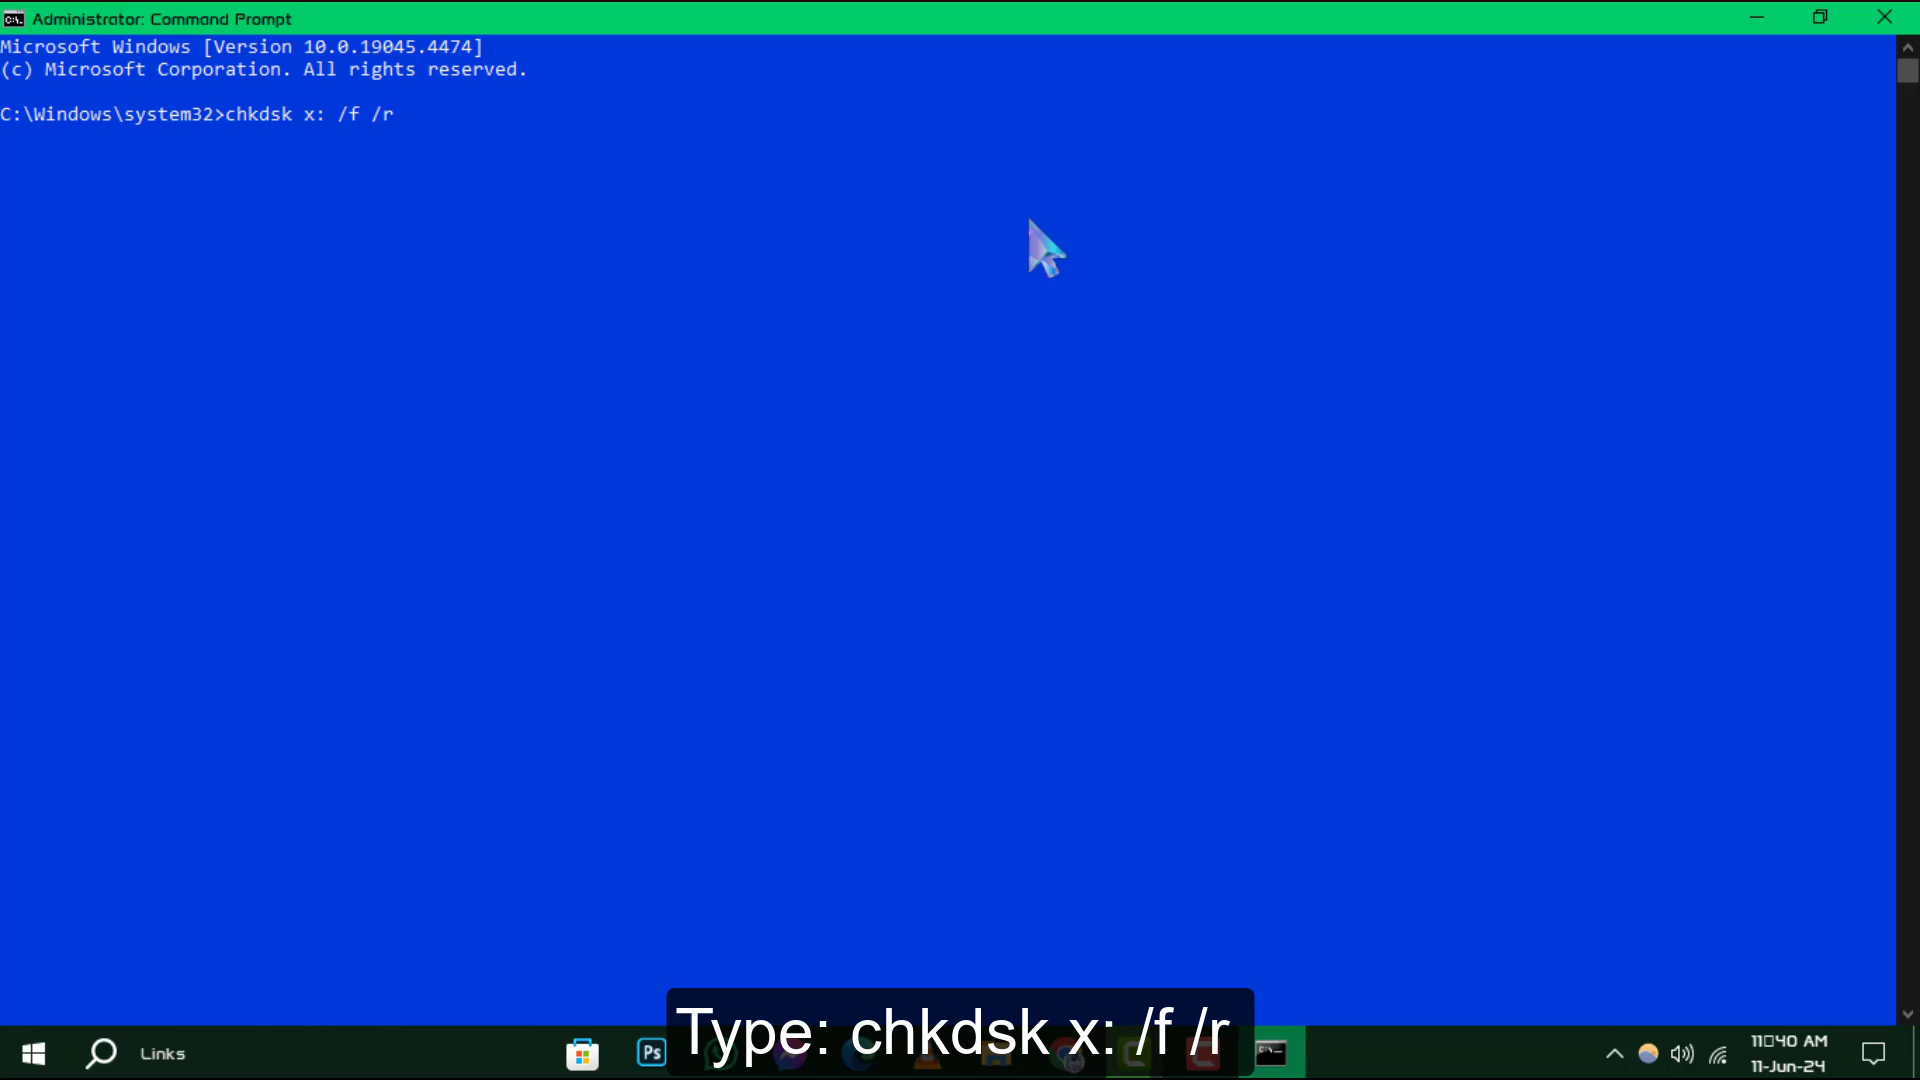 Administrator: Command Prompt
Microsoft Windows [Version 10.0.19045.4474]
(c) Microsoft Corporation. All rights reserved.
C:\Windows\system32>chkdsk x: /f /r
Type: chkdsk x: /f /r
Links
Ps
11□40 AM
11-Jun-24